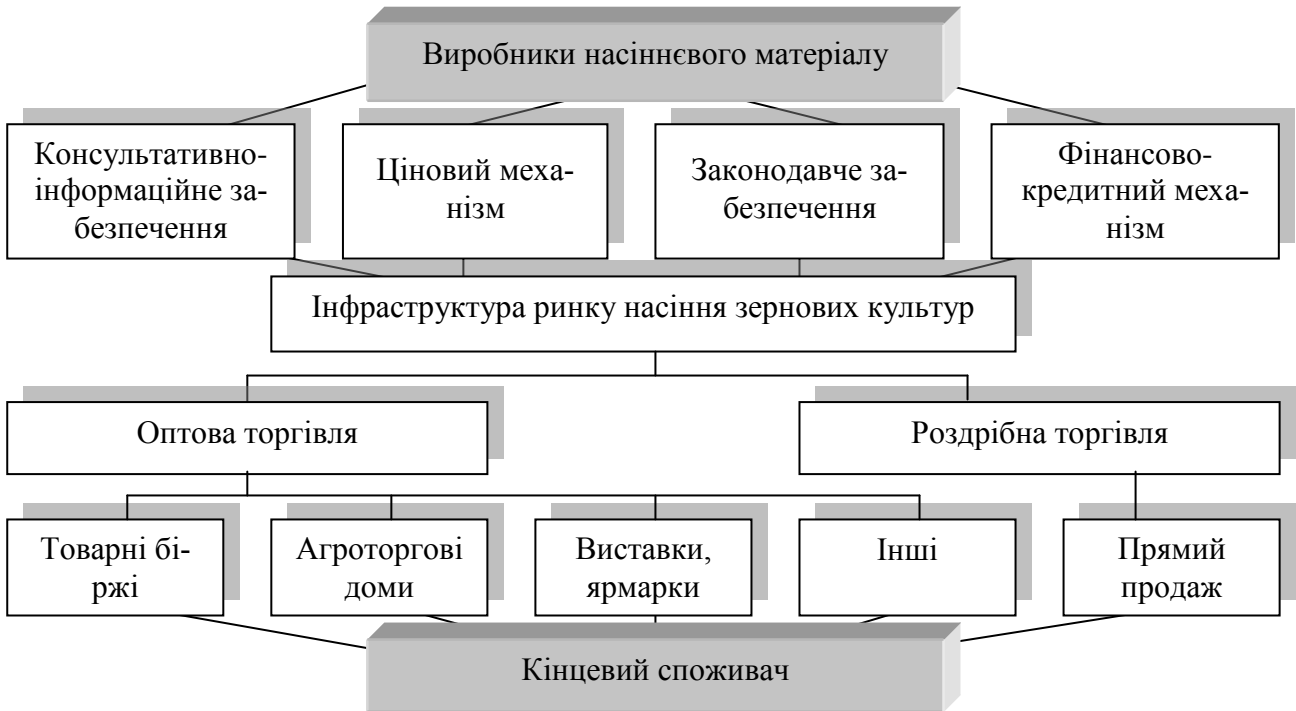 Виробники насіннєвого матеріалу
Консультативно-
інформаційне за-
безпечення
Ціновий меха-
нізм
Законодавче за-
безпечення
Фінансово-
кредитний меха-
нізм
Інфраструктура ринку насіння зернових культур
Оптова торгівля
Роздрібна торгівля
Товарні бі-
ржі
Агроторгові
доми
Виставки,
ярмарки
Інші
Прямий
продаж
Кінцевий споживач